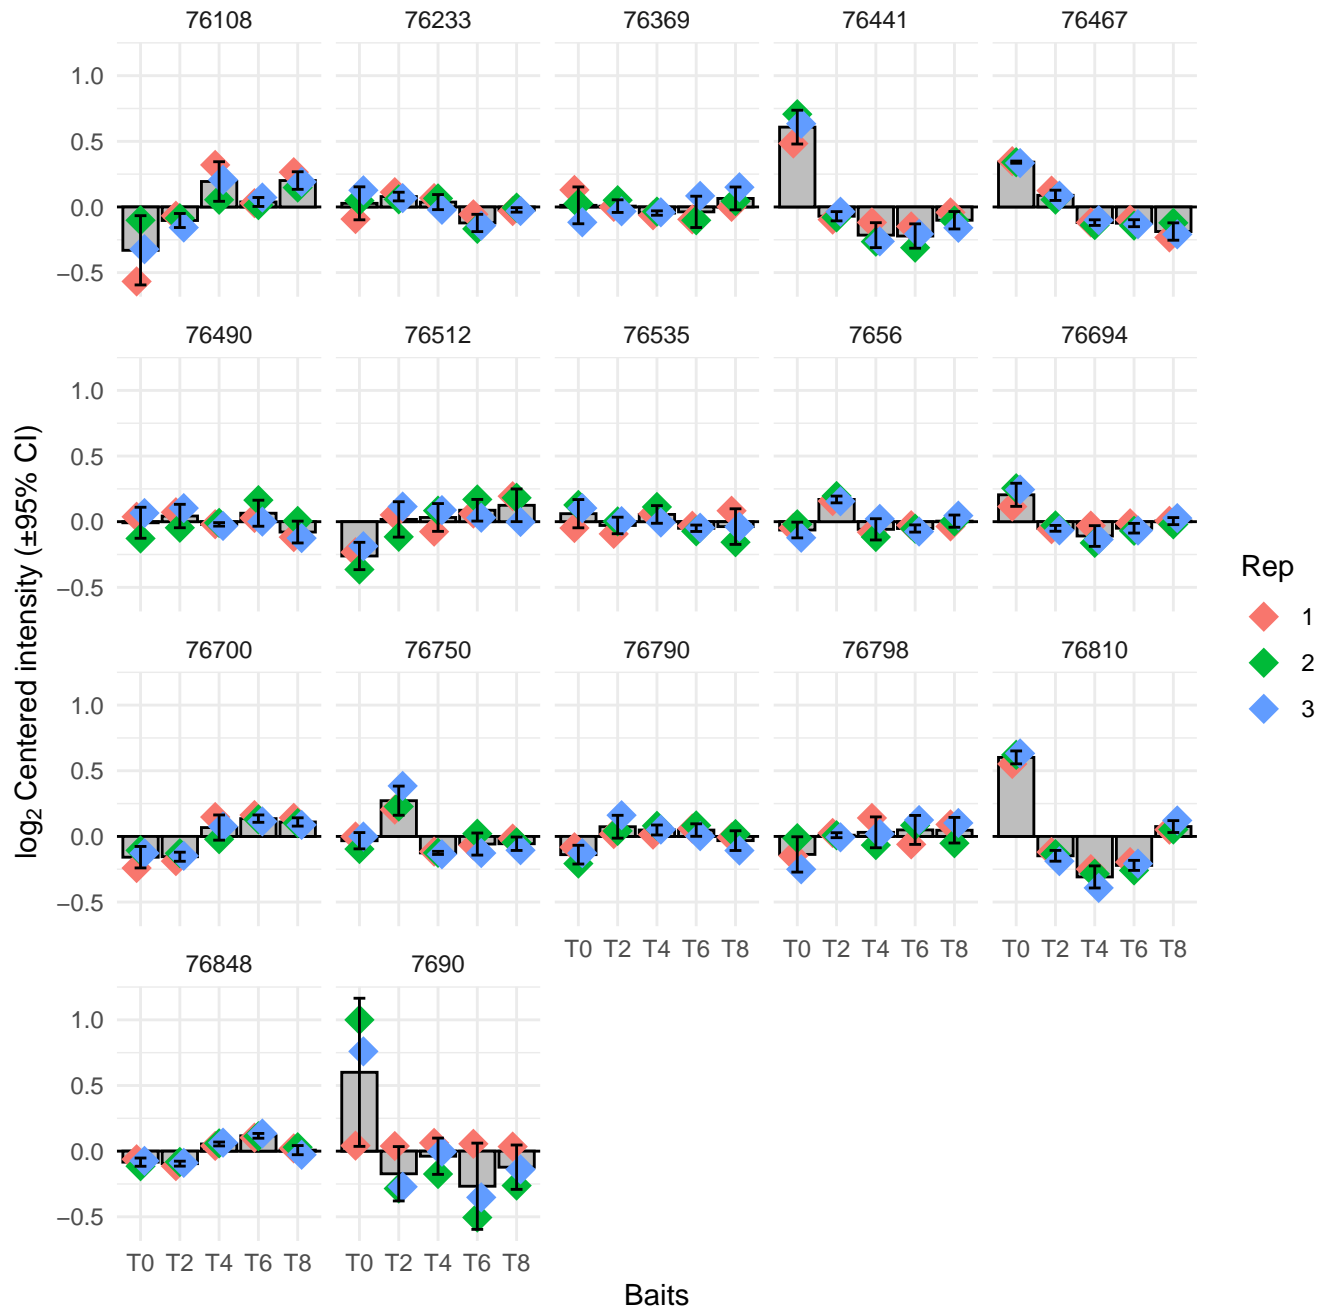 76108 76233 76369 76441 76467
1.0
0.5
0.0
−0.5
76490 76512 76535 7656 76694
1.0
0.5
0.0
−0.5
76700 76750 76790 76798 76810
1.0
0.5
0.0
−0.5
T0 T2 T4 T6 T8 T0 T2 T4 T6 T8 T0 T2 T4 T6 T8
76848 7690
1.0
0.5
0.0
−0.5
T0 T2 T4 T6 T8 T0 T2 T4 T6 T8
Baits
log₂ Centered intensity (±95% CI)
Rep
1
2
3